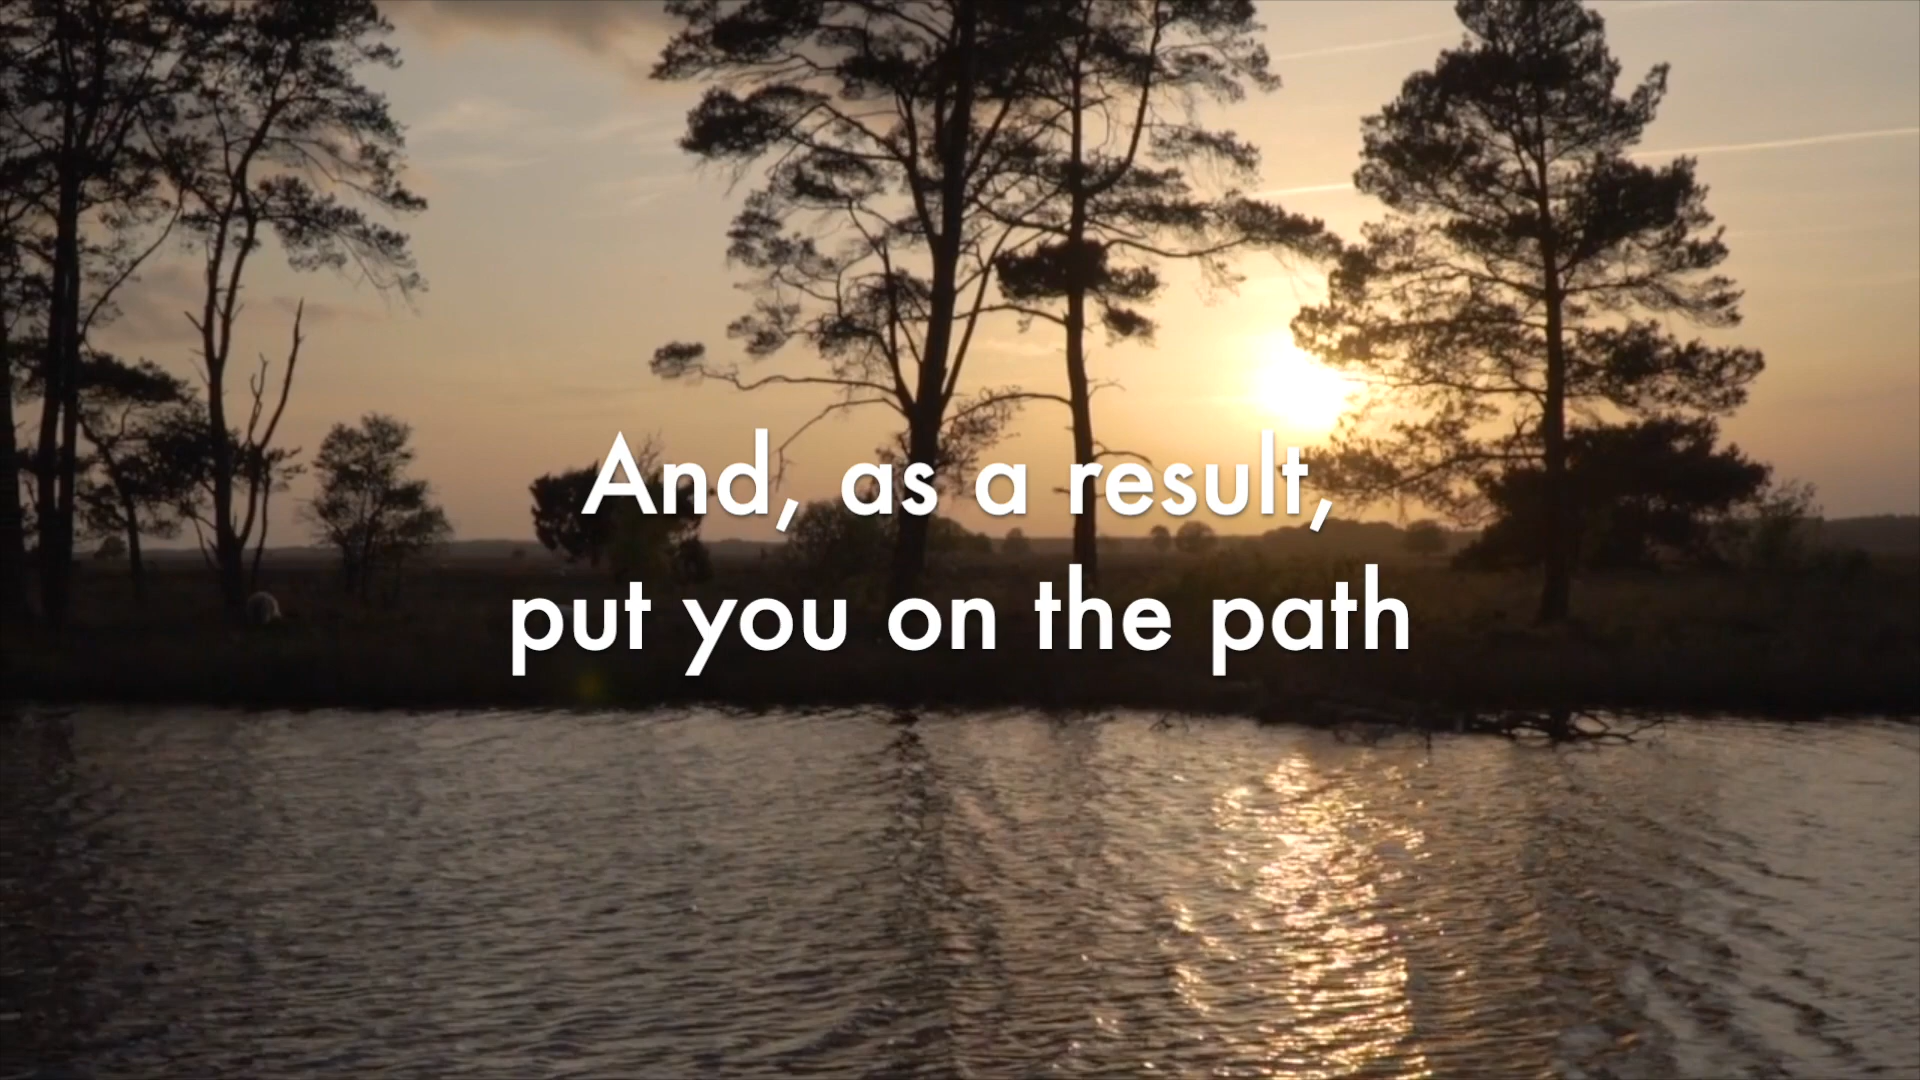 And, as a result,
put you on the path